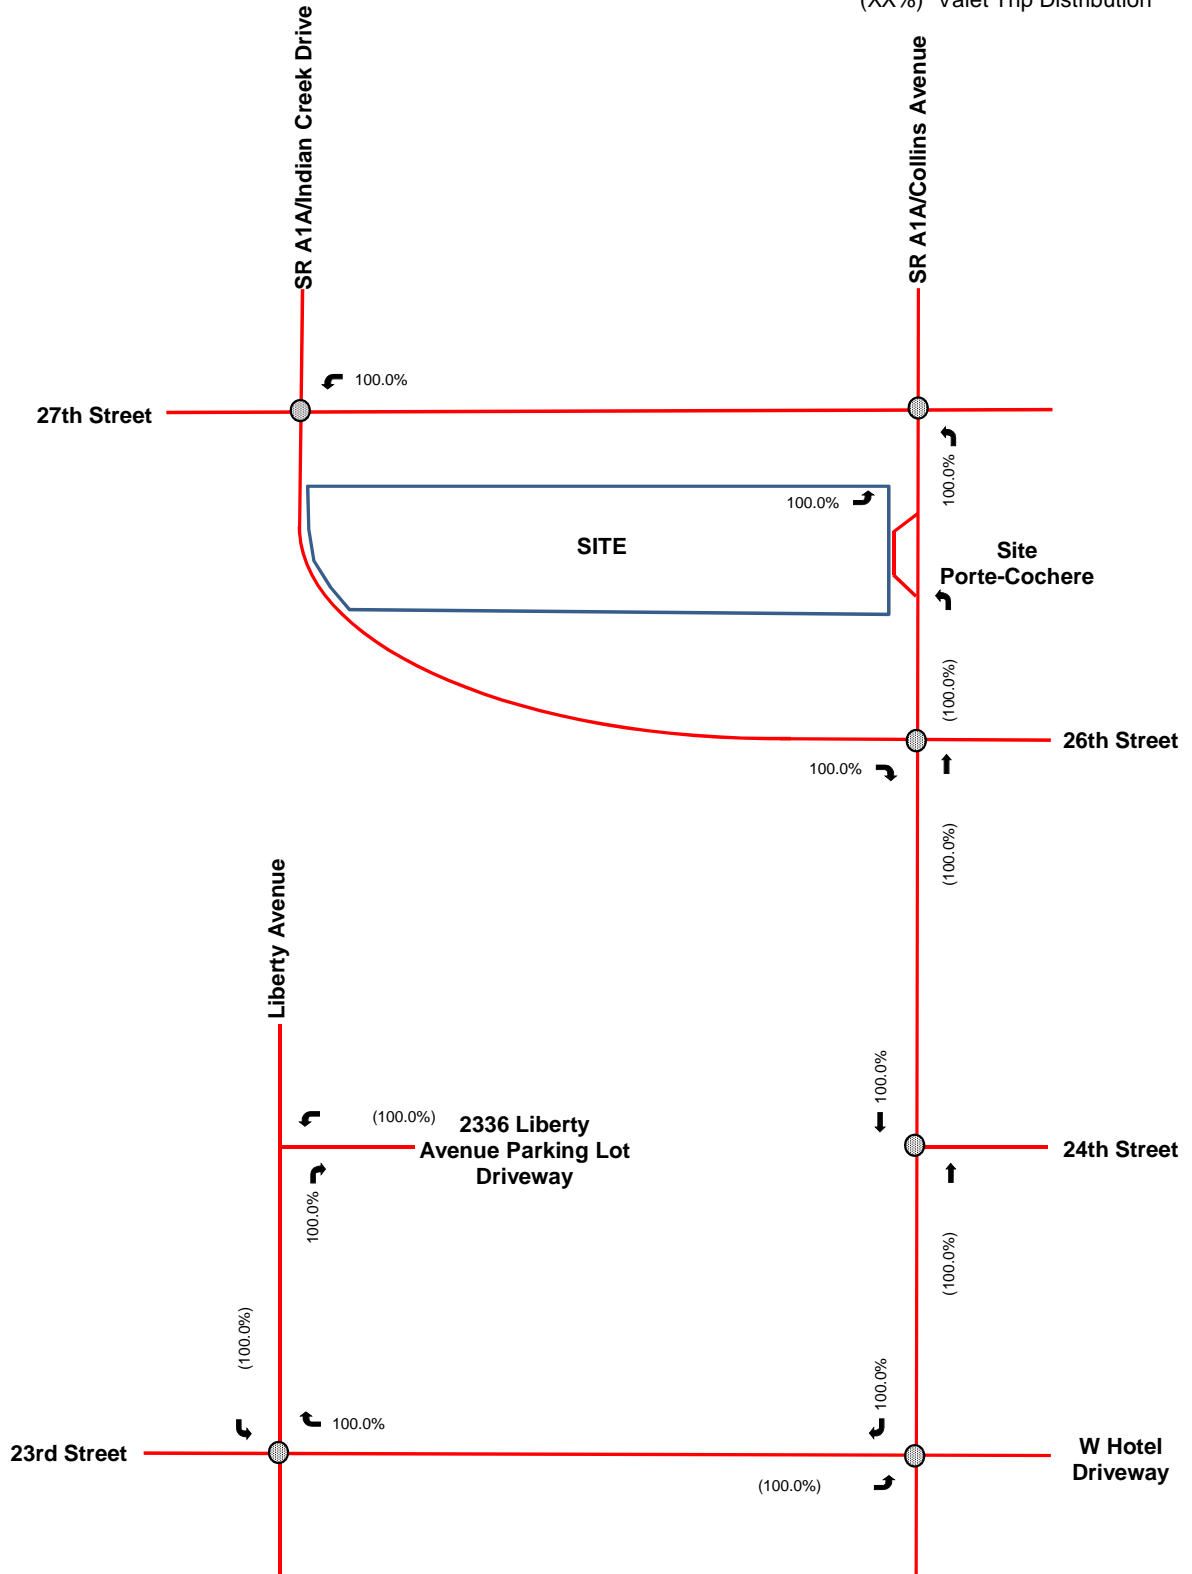 (XX%) Valet Trip Distribution
SR A1A/Indian Creek Drive
SR A1A/Collins Avenue
100.0%
27th Street
100.0%
100.0%
SITE
Site
Porte-Cochere
(100.0%)
26th Street
100.0%
(100.0%)
Liberty Avenue
100.0%
(100.0%)
2336 Liberty
Avenue Parking Lot
Driveway
24th Street
100.0%
(100.0%)
(100.0%)
100.0%
100.0%
23rd Street
W Hotel
Driveway
(100.0%)